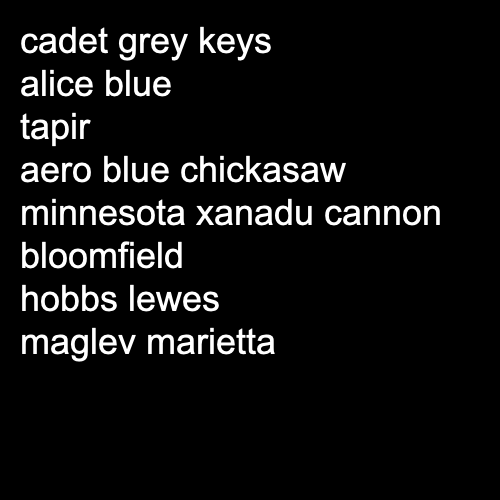 cadet grey keys
alice blue
tapir
aero blue chickasaw
minnesota xanadu cannon
bloomfield
hobbs lewes
maglev marietta